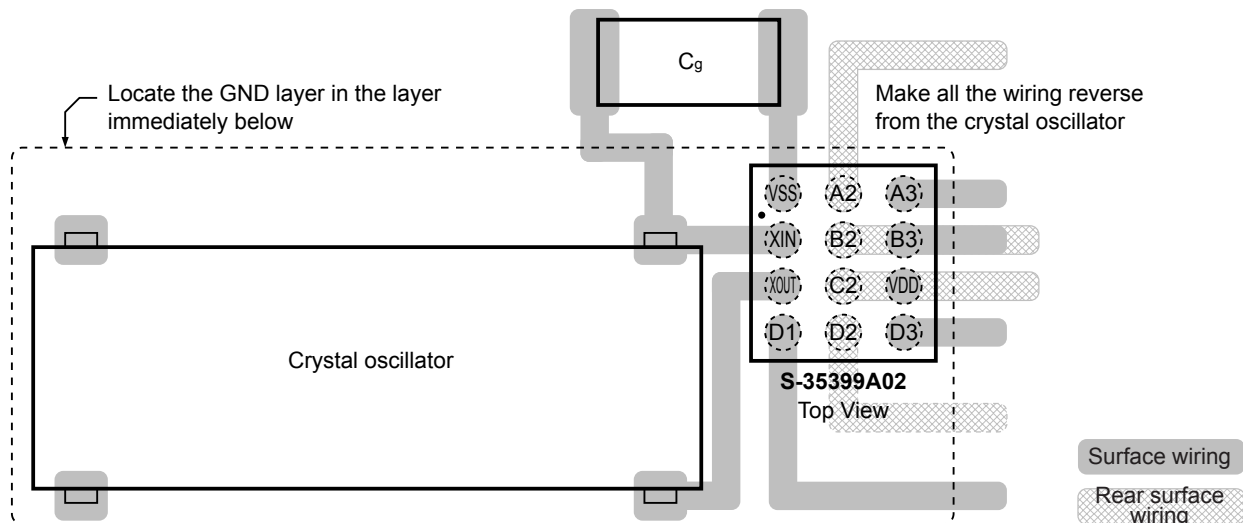 Cg
Locate the GND layer in the layer
immediately below
Make all the wiring reverse
from the crystal oscillator
VSS A2 A3
XIN B2 B3
XOUT C2 VDD
D1 D2 D3
Crystal oscillator
S-35399A02
Top View
Surface wiring
Rear surface
wiring